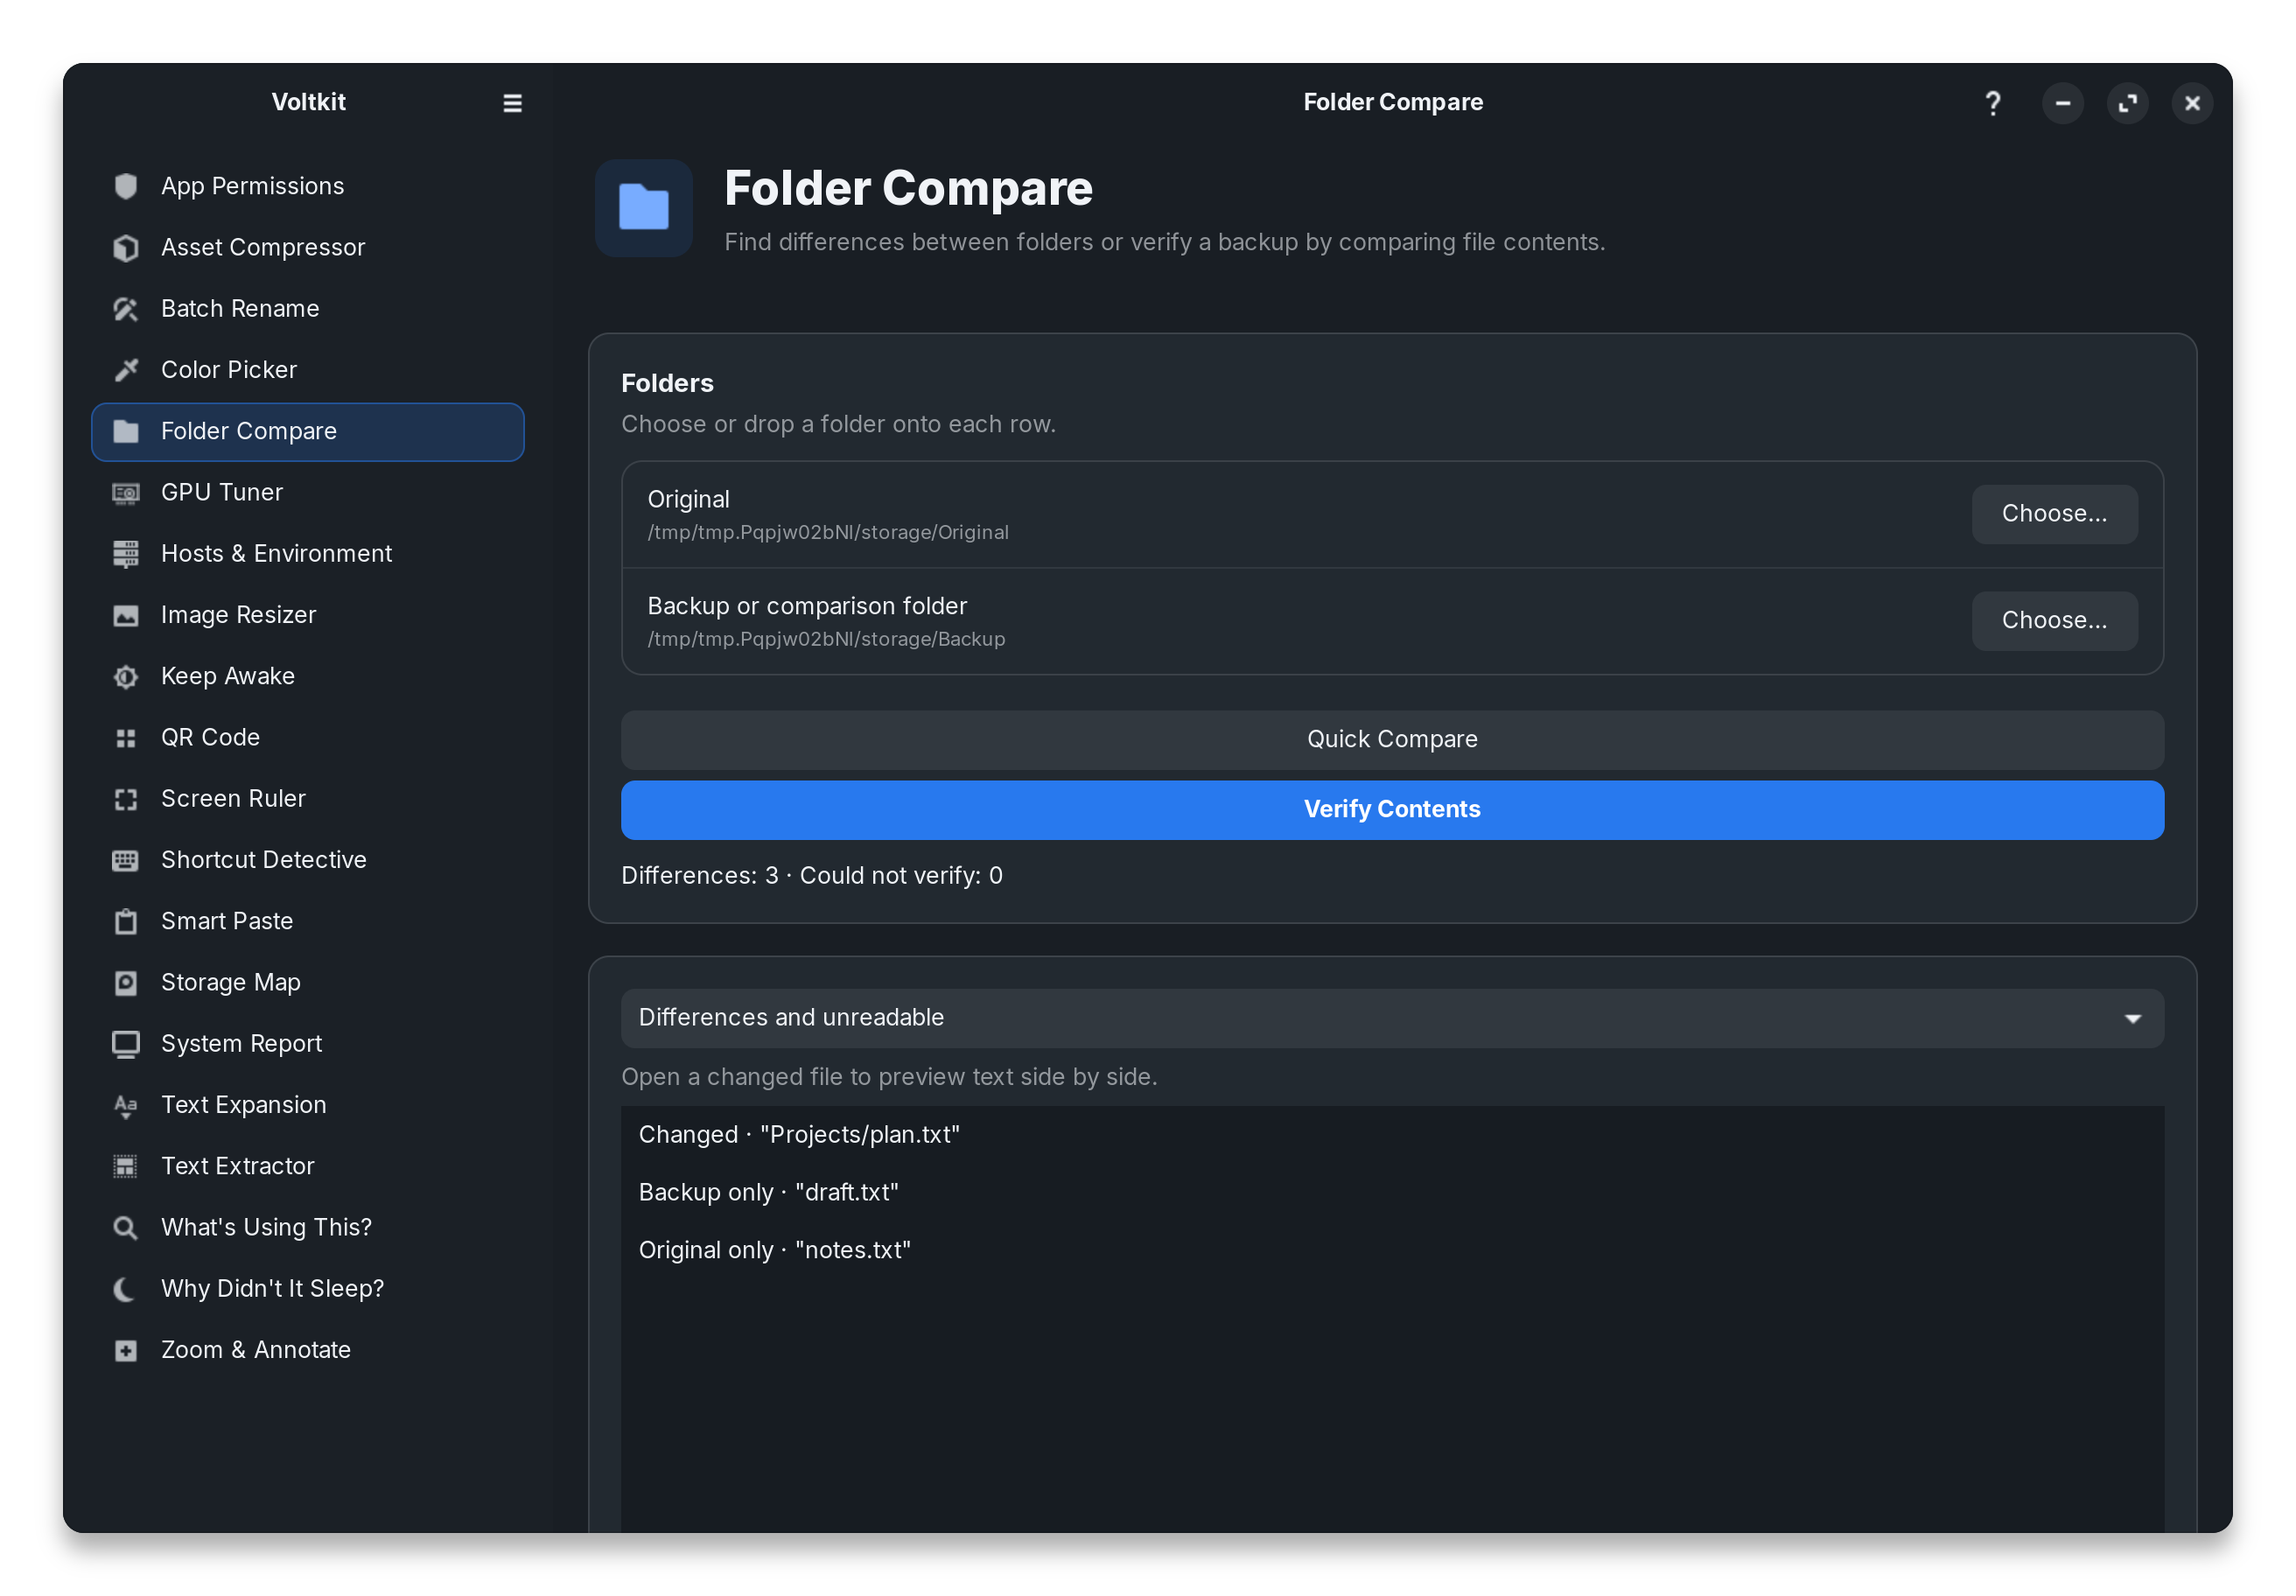 Voltkit
Folder Compare
?
App Permissions
Asset Compressor
Batch Rename
Color Picker
Folder Compare
GPU Tuner
Hosts & Environment
Image Resizer
Keep Awake
QR Code
Screen Ruler
Shortcut Detective
Smart Paste
Storage Map
System Report
Text Expansion
Text Extractor
What's Using This?
Why Didn't It Sleep?
Zoom & Annotate
Folder Compare
Find differences between folders or verify a backup by comparing file contents.
Folders
Choose or drop a folder onto each row.
Original
/tmp/tmp.Pqpjw02bNl/storage/Original
Choose...
Backup or comparison folder
/tmp/tmp.Pqpjw02bNl/storage/Backup
Choose...
Quick Compare
Verify Contents
Differences: 3 · Could not verify: 0
Differences and unreadable
Open a changed file to preview text side by side.
Changed · "Projects/plan.txt"
Backup only · "draft.txt"
Original only · "notes.txt"